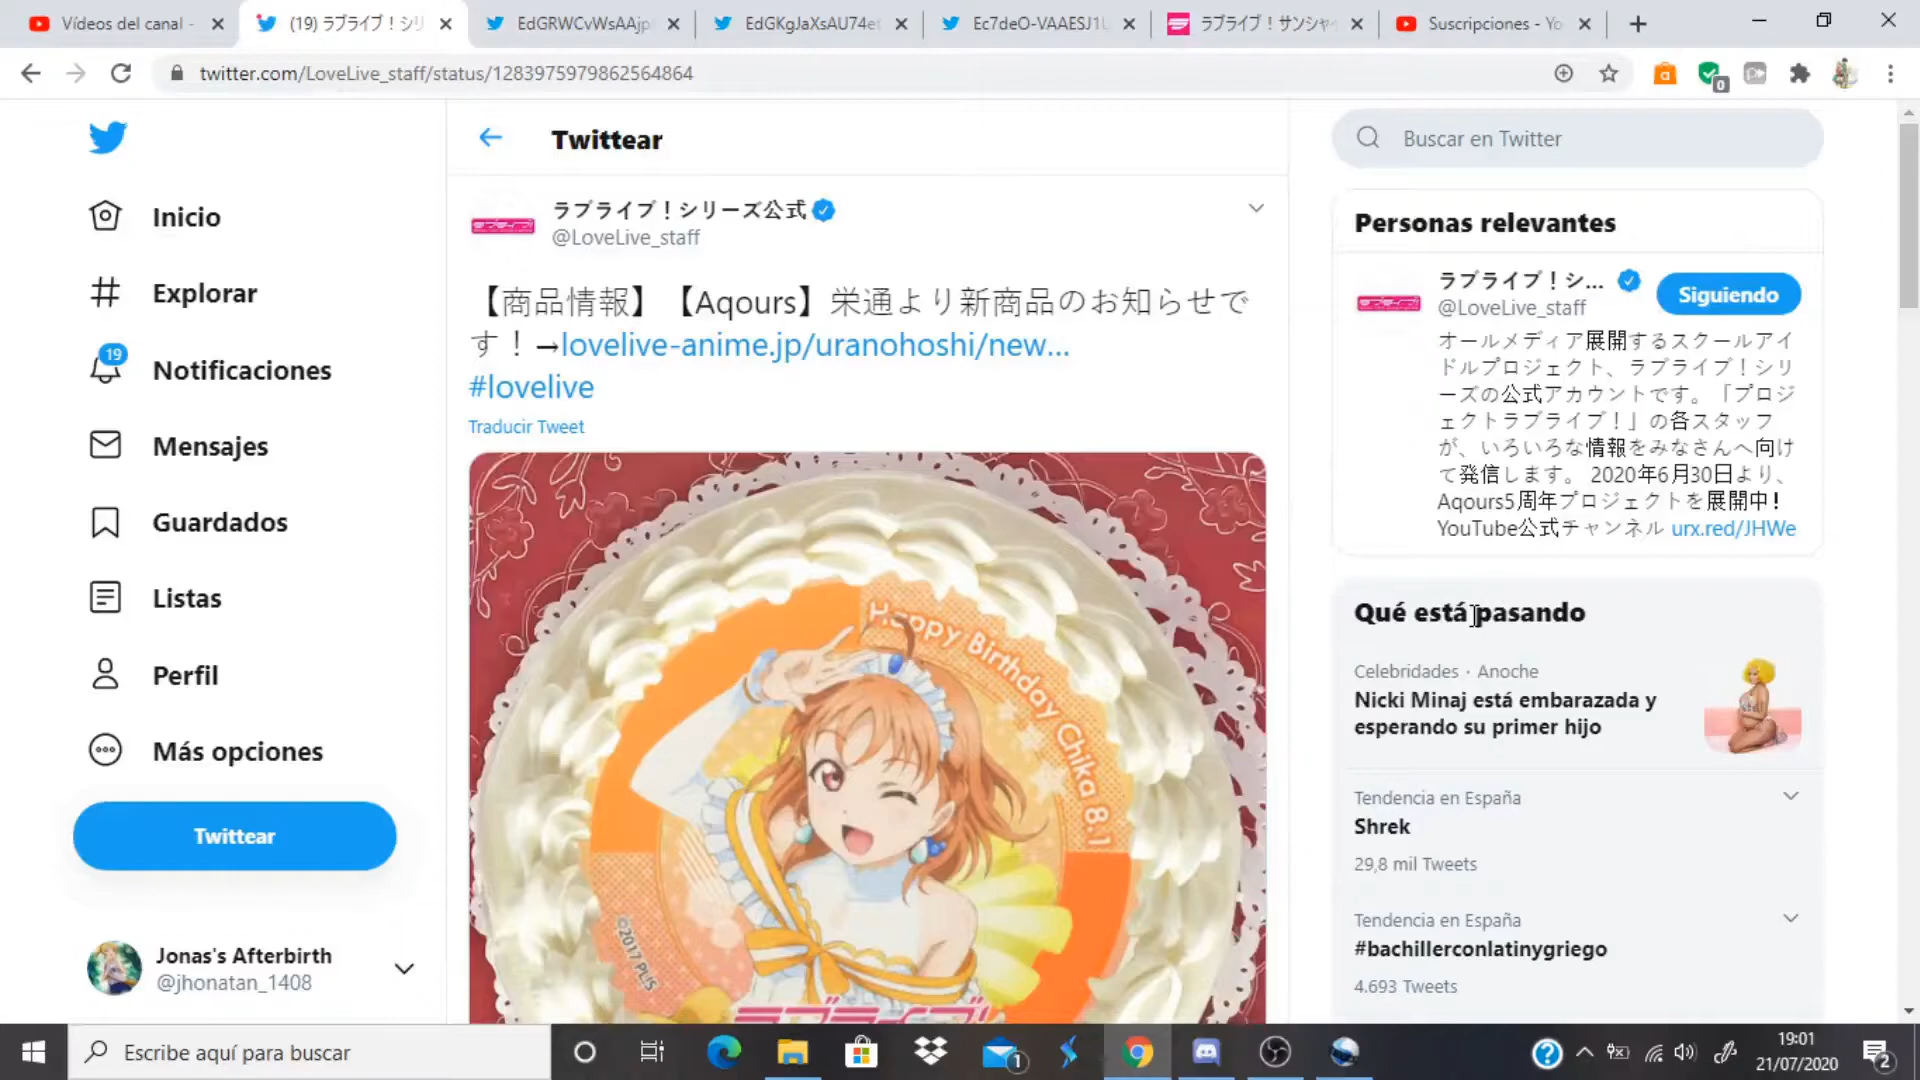 Vídeos del canal -
(19) ラブライブ！シリ
EdGRWCvWsAAjp
EdGKgJaXsAU74e
Ec7deO-VAAESJ1
ラブライブ！サンシャ
Suscripciones - Yo
twitter.com/LoveLive_staff/status/1283975979862564864
0
Inicio
Explorar
19
Notificaciones
Mensajes
Guardados
Listas
Perfil
Más opciones
Twittear
Jonas's Afterbirth
@jhonatan_1408
Twittear
ラブライブ！シリーズ公式
@LoveLive_staff
【商品情報】【Aqours】栄通より新商品のお知らせで
す！→lovelive-anime.jp/uranohoshi/new...
#lovelive
Traducir Tweet
Happy Birthday Chika 8.1
©2017 PL!S
ラブライブ!
Buscar en Twitter
Personas relevantes
ラブライブ！シ...
@LoveLive_staff
Siguiendo
オールメディア展開するスクールアイ
ドルプロジェクト、ラブライブ！シリ
ーズの公式アカウントです。「プロジ
ェクトラブライブ！」の各スタッフ
が、いろいろな情報をみなさんへ向け
て発信します。 2020年6月30日より、
Aqours5周年プロジェクトを展開中！
YouTube公式チャンネル urx.red/JHWe
Qué está pasando
Celebridades · Anoche
Nicki Minaj está embarazada y
esperando su primer hijo
Tendencia en España
Shrek
29,8 mil Tweets
Tendencia en España
#bachillerconlatinygriego
4.693 Tweets
Escribe aquí para buscar
1
19:01
21/07/2020
2